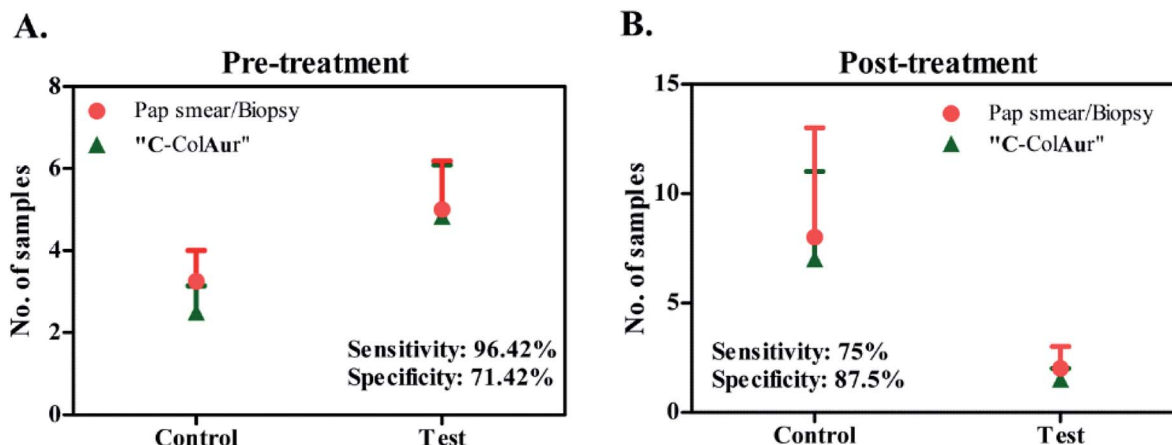 A.
Pre-treatment
8
6
4
2
0
No. of samples
Pap smear/Biopsy
"C-ColAur"
Sensitivity: 96.42%
Specificity: 71.42%
Control
Test
B.
Post-treatment
15
10
5
0
No. of samples
Pap smear/Biopsy
"C-ColAur"
Sensitivity: 75%
Specificity: 87.5%
Control
Test